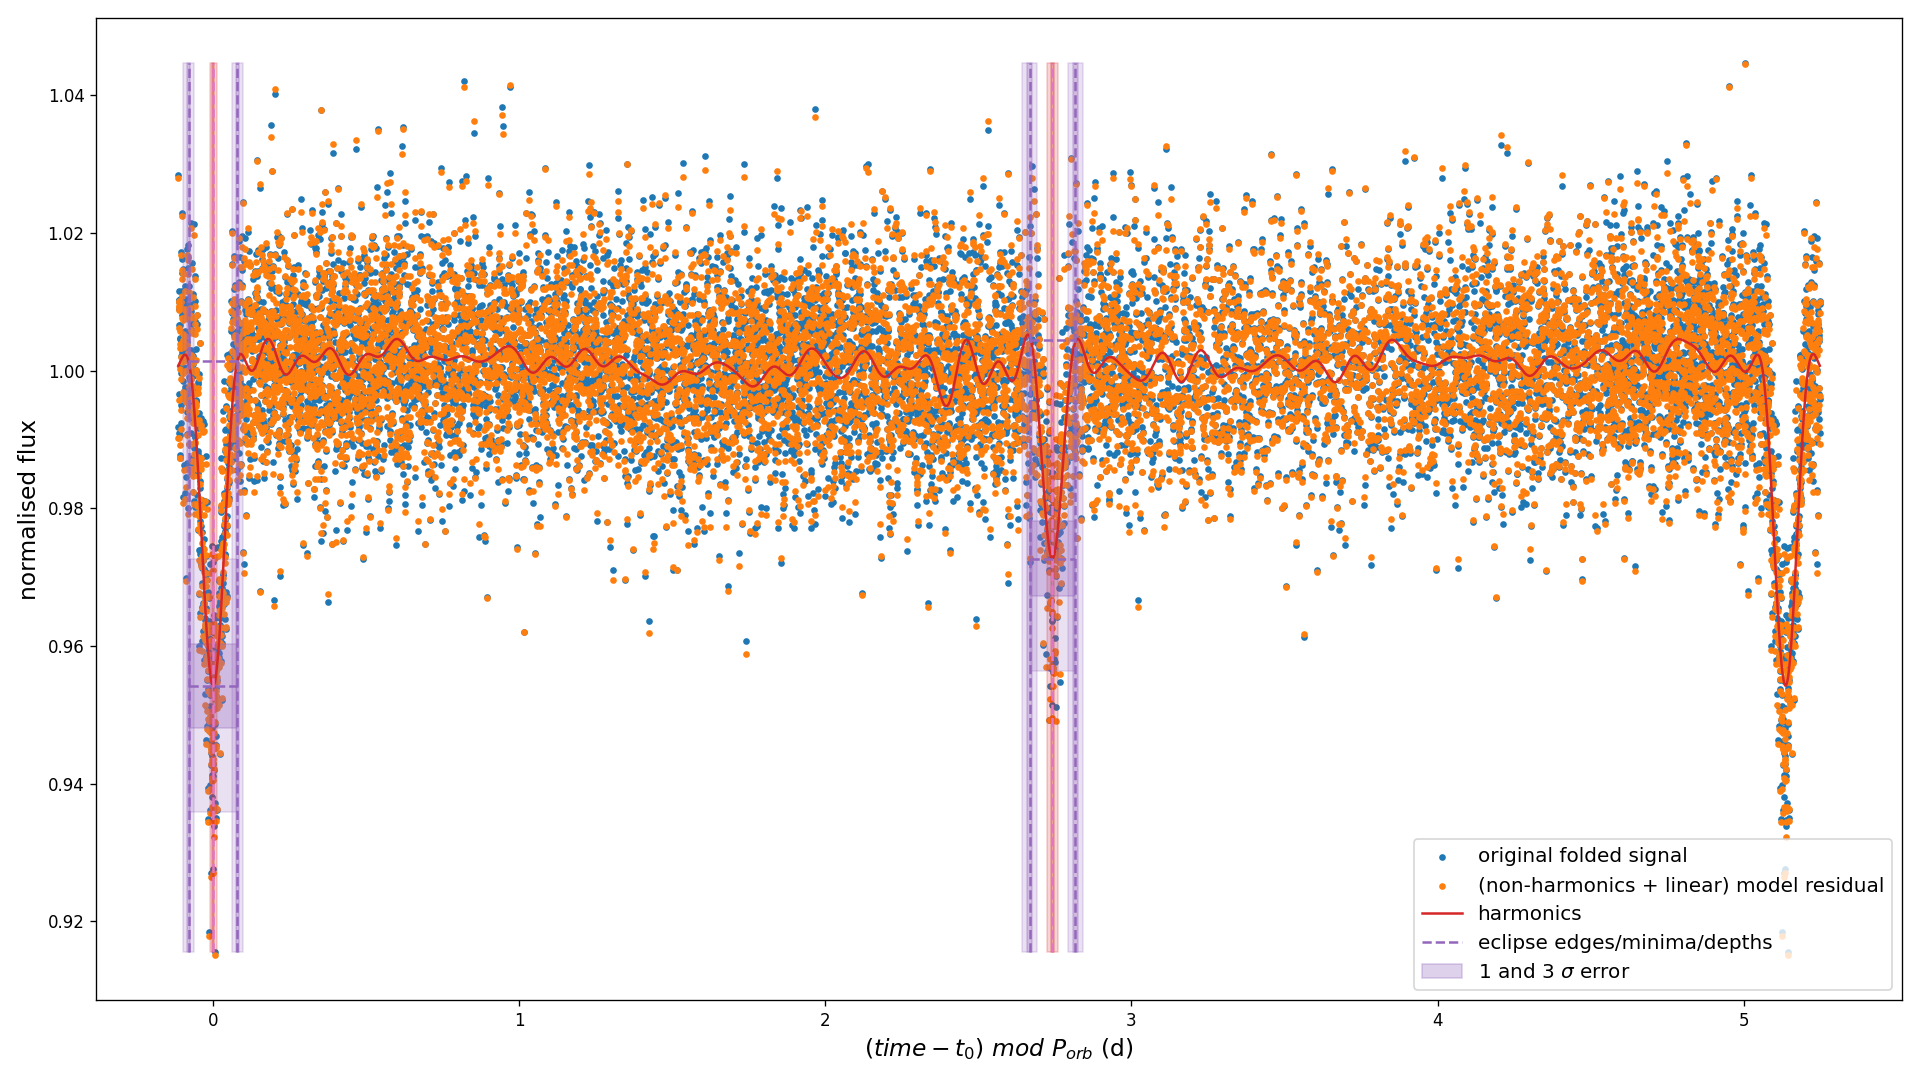 normalised flux
1.04
1.02
1.00
0.98
0.96
0.94
0.92
0
1
2
3
4
5
(time − t₀) mod P_orb (d)
original folded signal
(non-harmonics + linear) model residual
harmonics
eclipse edges/minima/depths
1 and 3 σ error